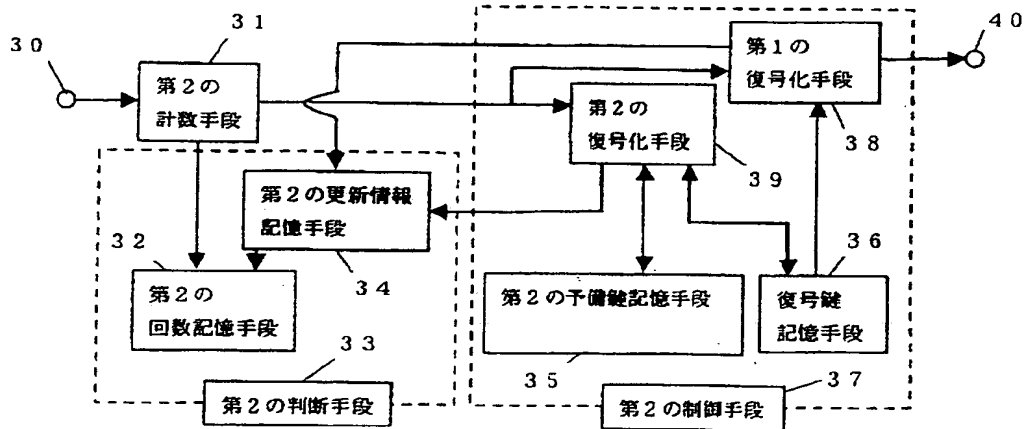 30
31
第2の
計数手段
第1の
復号化手段
40
38
第2の
復号化手段
39
第2の更新情報
記憶手段
34
32
第2の
回数記憶手段
33
第2の判断手段
第2の予備鍵記憶手段
35
36
復号鍵
記憶手段
37
第2の制御手段